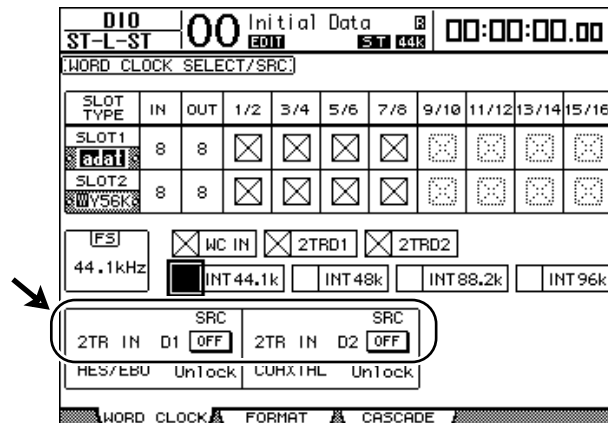 DIO
ST-L-ST
00 Initial Data R
EDIT ST 44k
00:00:00.00
WORD CLOCK SELECT/SRC
SLOT TYPE IN OUT 1/2 3/4 5/6 7/8 9/10 11/12 13/14 15/16
SLOT1 adat 8 8
SLOT2 WY56K 8 8
FS
44.1kHz
WC IN 2TRD1 2TRD2
INT44.1k INT48k INT88.2k INT96k
SRC SRC
2TR IN D1 OFF 2TR IN D2 OFF
AES/EBU Unlock COAXIAL Unlock
WORD CLOCK FORMAT CASCADE